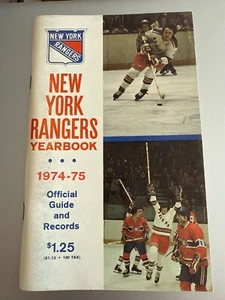 NEW YORK
RANGERS
NEW
YORK
RANGERS
YEARBOOK
• • •
1974-75
Official
Guide
and
Records
$1.25
($1.15 + 10¢ TAX)